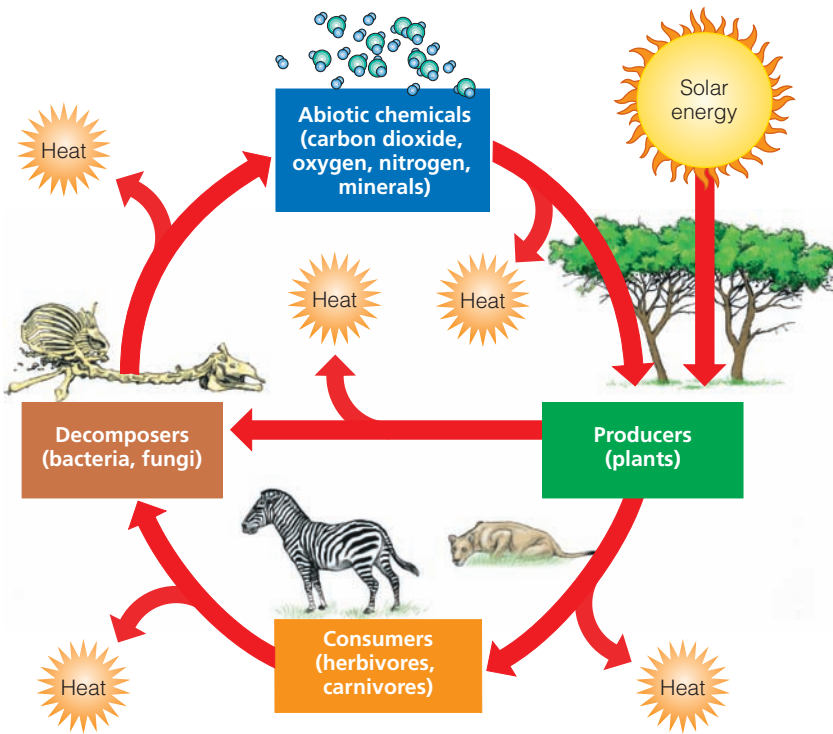 Abiotic chemicals
(carbon dioxide,
oxygen, nitrogen,
minerals)
Solar
energy
Heat
Heat
Heat
Decomposers
(bacteria, fungi)
Producers
(plants)
Consumers
(herbivores,
carnivores)
Heat
Heat